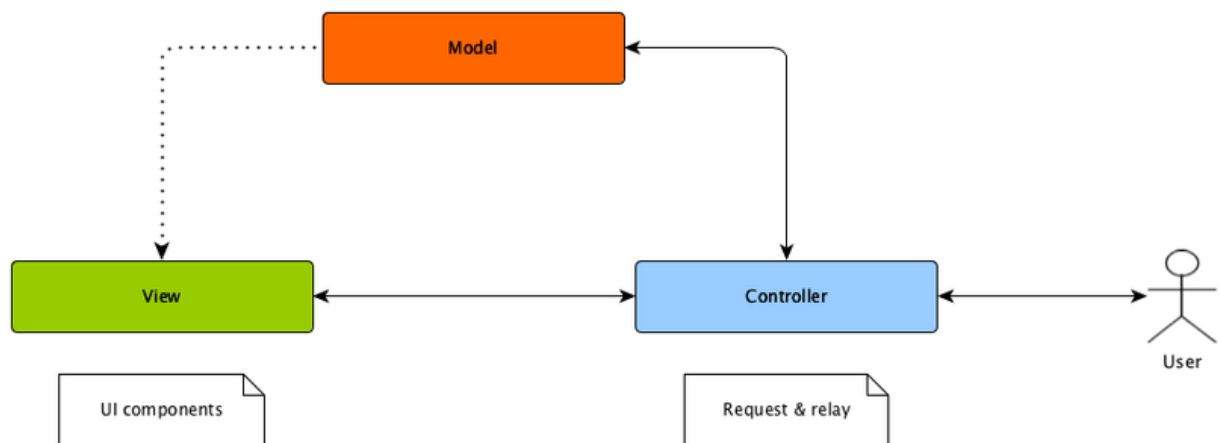 Model
View
Controller
User
UI components
Request & relay